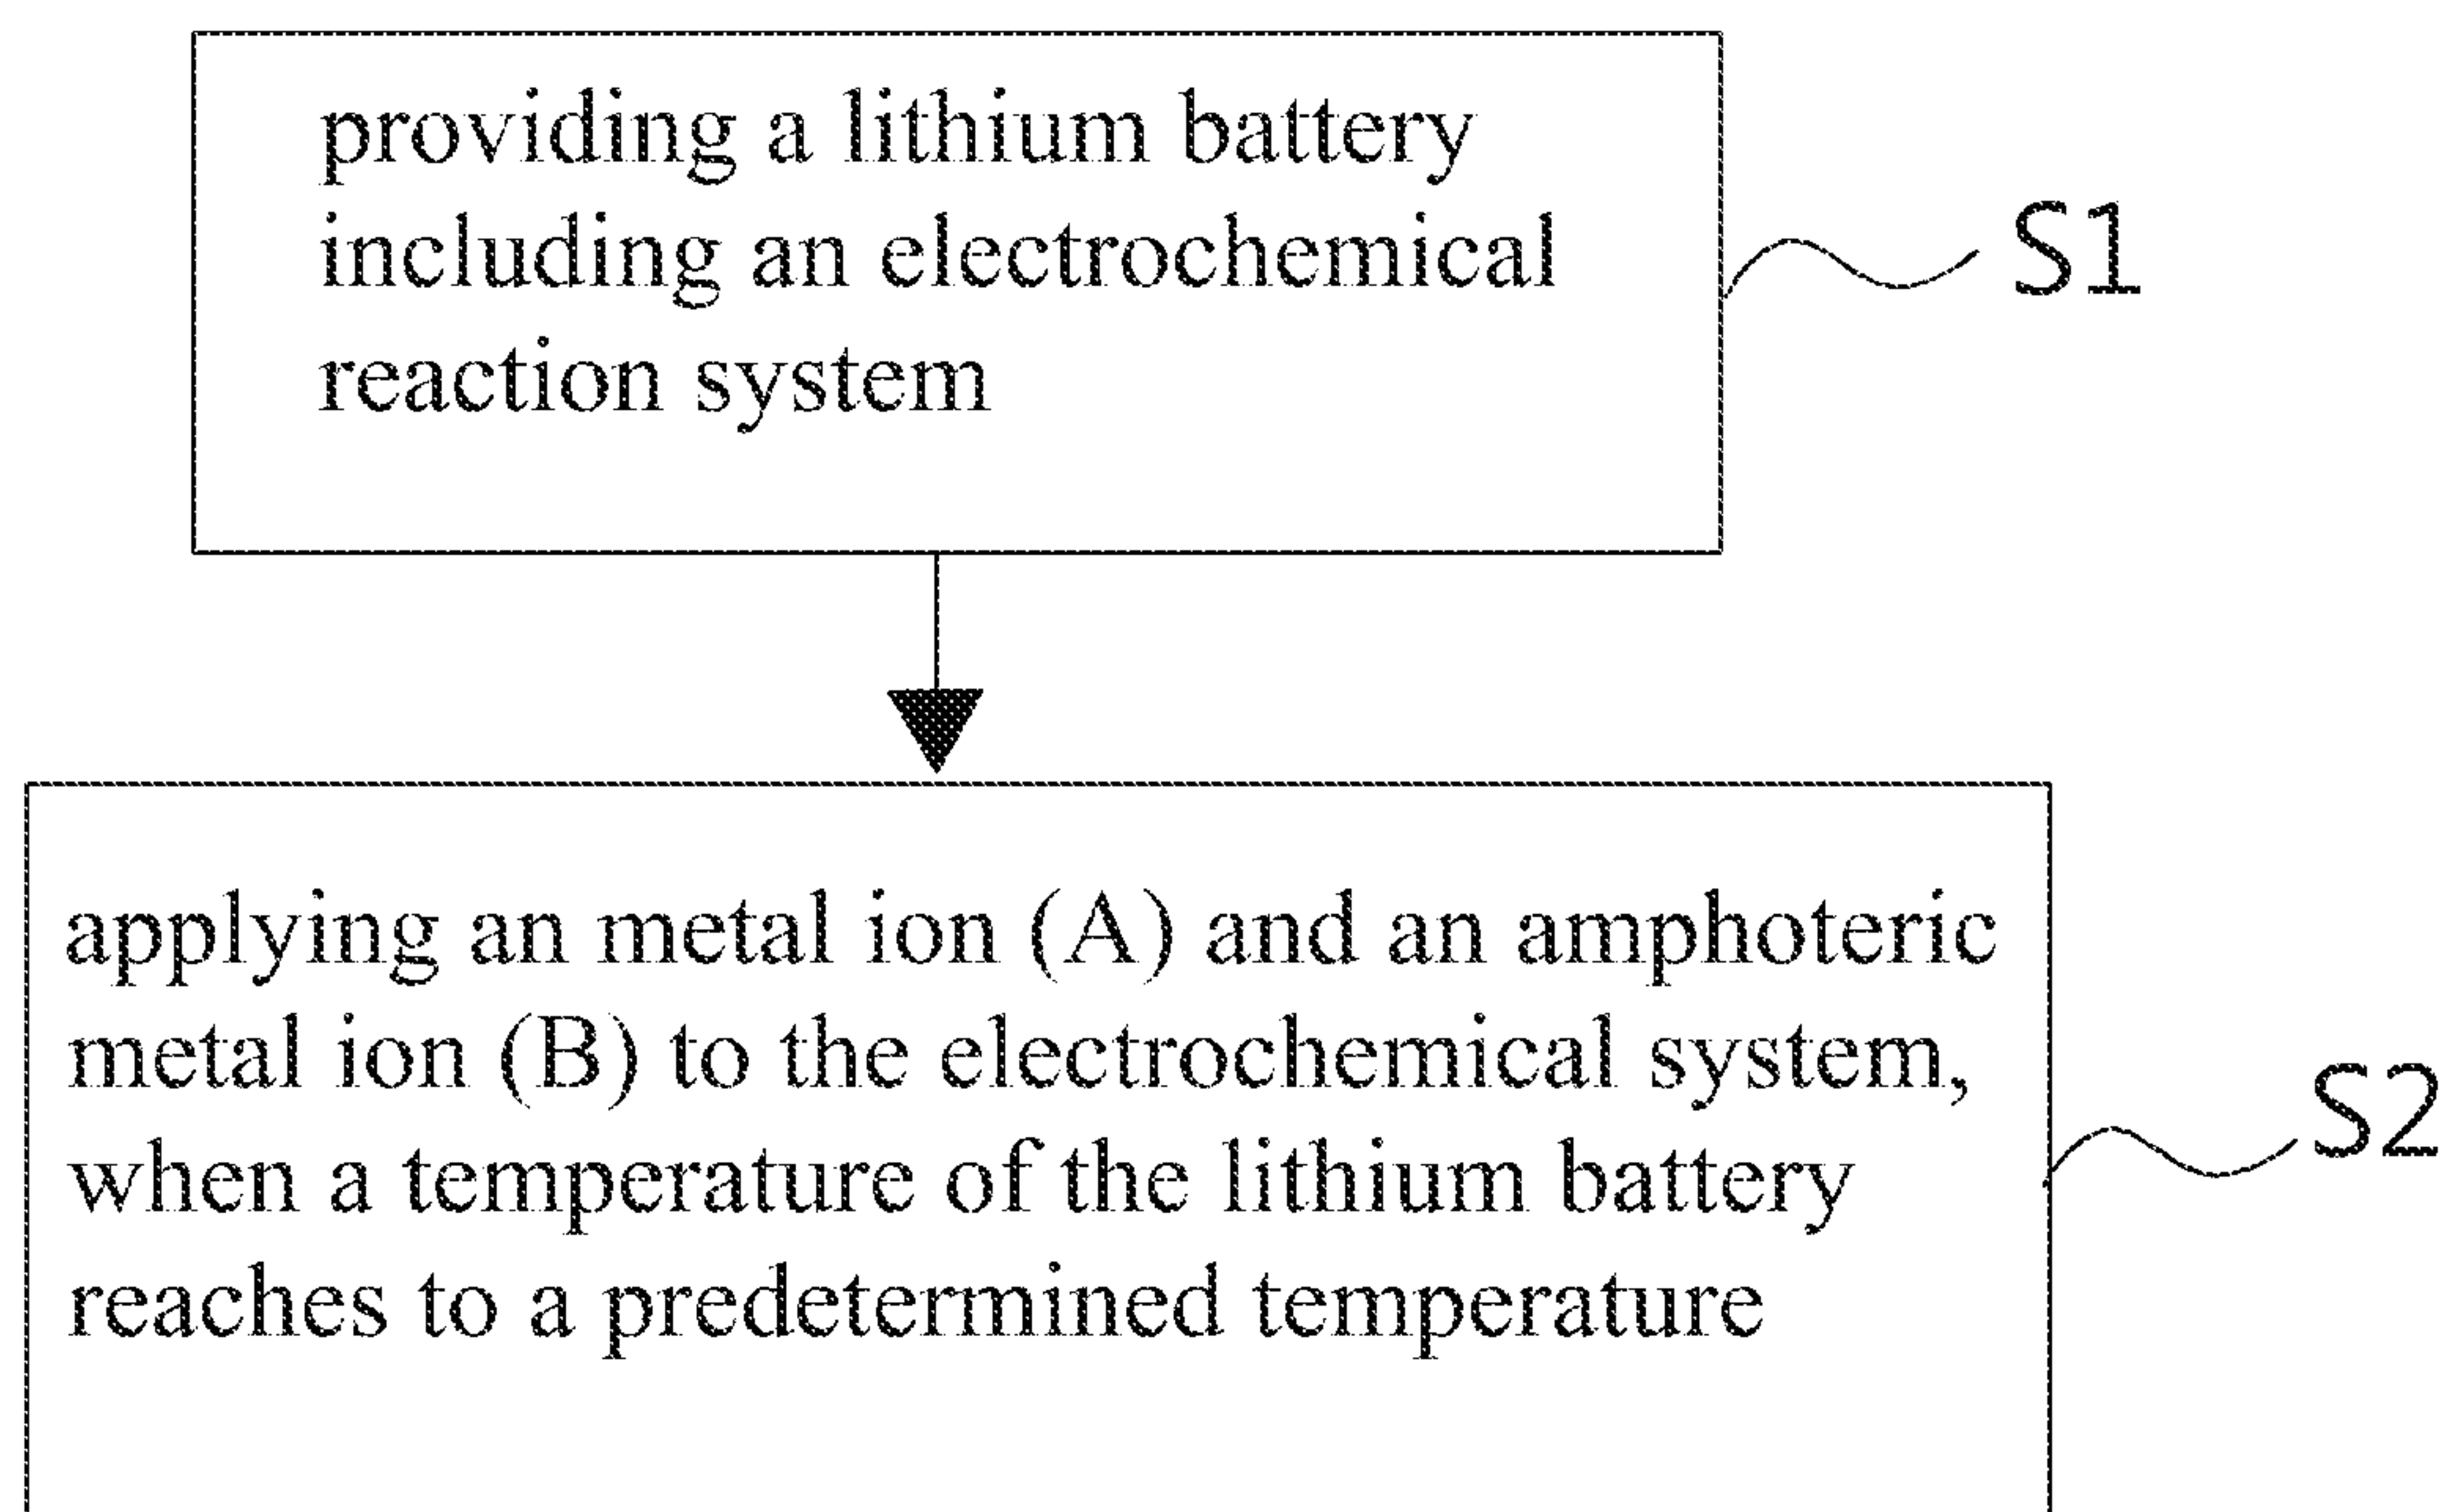 providing a lithium battery
including an electrochemical
reaction system
S1
applying an metal ion (A) and an amphoteric
metal ion (B) to the electrochemical system,
when a temperature of the lithium battery
reaches to a predetermined temperature
S2